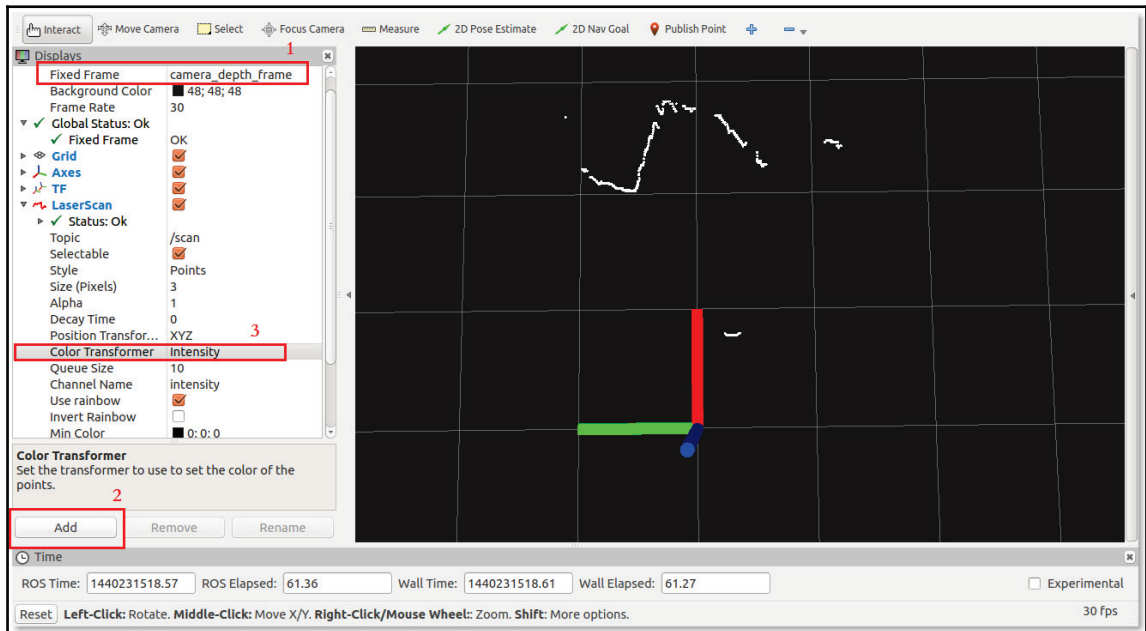 Interact Move Camera Select Focus Camera Measure 2D Pose Estimate 2D Nav Goal Publish Point
1
Displays
Fixed Frame camera_depth_frame
Background Color 48; 48; 48
Frame Rate 30
Global Status: Ok
Fixed Frame OK
Grid
Axes
TF
LaserScan
Status: Ok
Topic /scan
Selectable
Style Points
Size (Pixels) 3
Alpha 1
Decay Time 0
Position Transfor... XYZ
3
Color Transformer Intensity
Queue Size 10
Channel Name intensity
Use rainbow
Invert Rainbow
Min Color 0; 0; 0
Color Transformer
Set the transformer to use to set the color of the
points.
2
Add Remove Rename
Time
ROS Time: 1440231518.57 ROS Elapsed: 61.36 Wall Time: 1440231518.61 Wall Elapsed: 61.27 Experimental
Reset Left-Click: Rotate. Middle-Click: Move X/Y. Right-Click/Mouse Wheel:: Zoom. Shift: More options. 30 fps